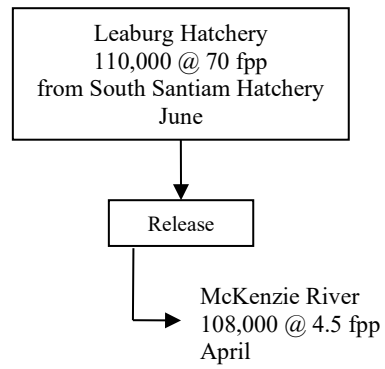 Leaburg Hatchery
110,000 @ 70 fpp
from South Santiam Hatchery
June
Release
McKenzie River
108,000 @ 4.5 fpp
April